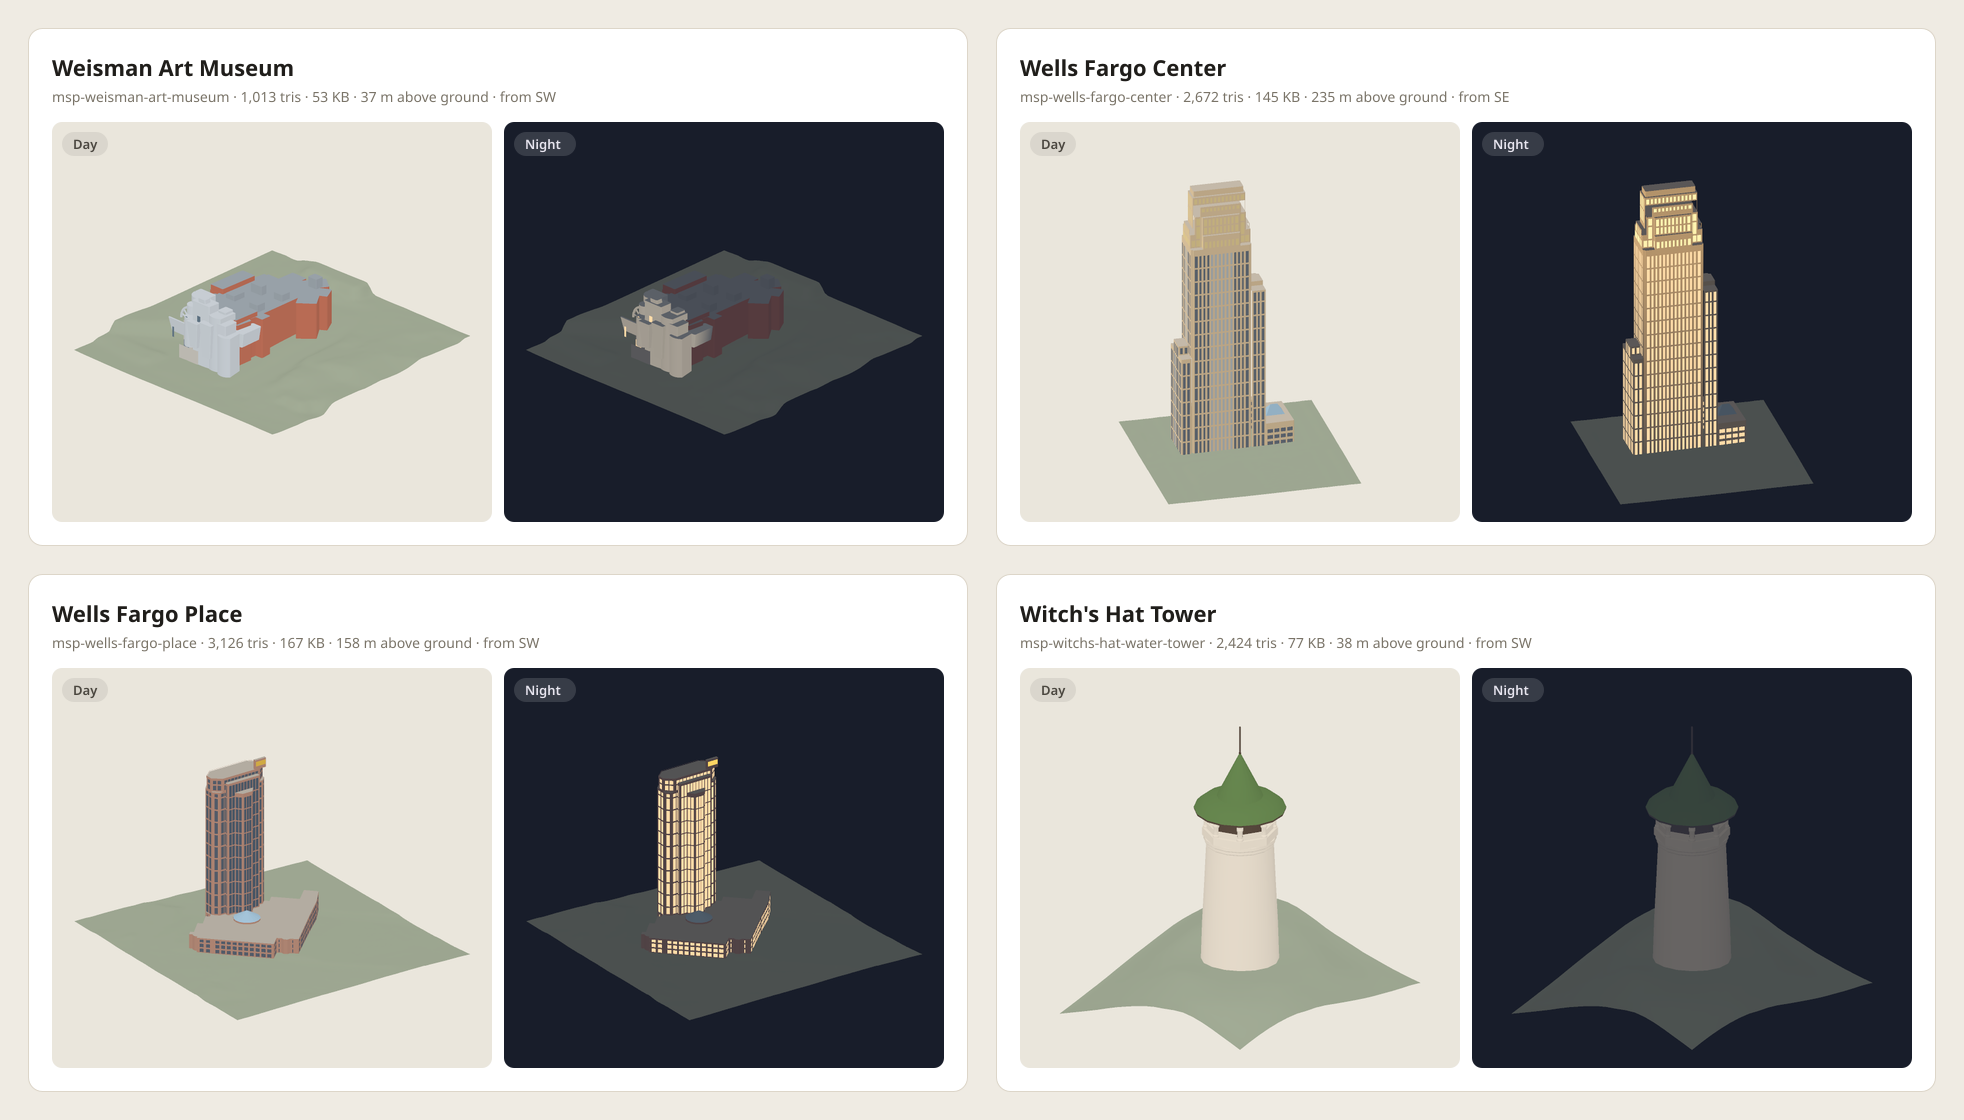 Weisman Art Museum
msp-weisman-art-museum · 1,013 tris · 53 KB · 37 m above ground · from SW
Day
Night
Wells Fargo Center
msp-wells-fargo-center · 2,672 tris · 145 KB · 235 m above ground · from SE
Day
Night
Wells Fargo Place
msp-wells-fargo-place · 3,126 tris · 167 KB · 158 m above ground · from SW
Day
Night
Witch's Hat Tower
msp-witchs-hat-water-tower · 2,424 tris · 77 KB · 38 m above ground · from SW
Day
Night